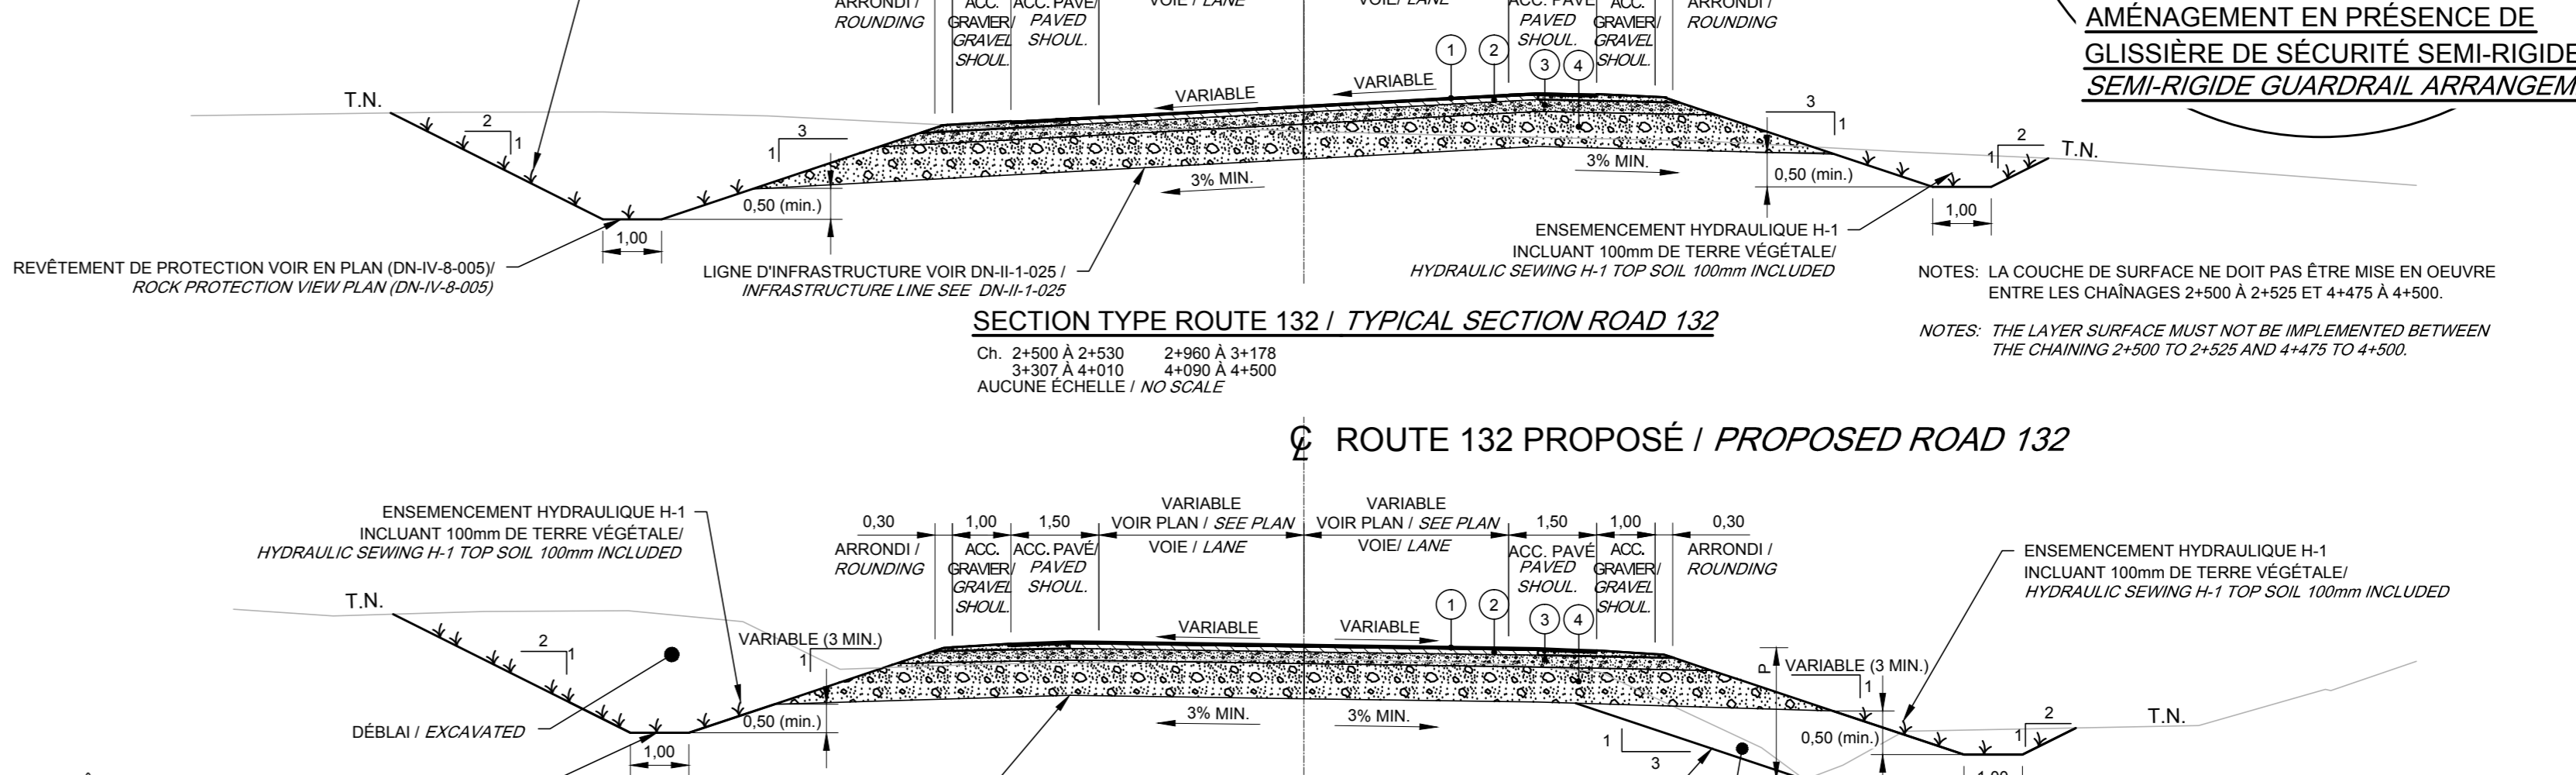 ARRONDI /
ROUNDING
ACC.
GRAVIER/
GRAVEL
SHOUL.
ACC. PAVÉ/
PAVED
SHOUL.
VOIE / LANE
VOIE/ LANE
ACC. PAVÉ
PAVED
SHOUL.
ACC.
GRAVIER/
GRAVEL
SHOUL.
ARRONDI /
ROUNDING
AMÉNAGEMENT EN PRÉSENCE DE
GLISSIÈRE DE SÉCURITÉ SEMI-RIGIDE
SEMI-RIGIDE GUARDRAIL ARRANGEM
1
2
3
4
T.N.
2
1
3
1
VARIABLE
VARIABLE
3
1
2
1
T.N.
3% MIN.
3% MIN.
0,50 (min.)
0,50 (min.)
1,00
1,00
REVÊTEMENT DE PROTECTION VOIR EN PLAN (DN-IV-8-005)/
ROCK PROTECTION VIEW PLAN (DN-IV-8-005)
LIGNE D'INFRASTRUCTURE VOIR DN-II-1-025 /
INFRASTRUCTURE LINE SEE DN-II-1-025
ENSEMENCEMENT HYDRAULIQUE H-1
INCLUANT 100mm DE TERRE VÉGÉTALE/
HYDRAULIC SEWING H-1 TOP SOIL 100mm INCLUDED
NOTES: LA COUCHE DE SURFACE NE DOIT PAS ÊTRE MISE EN OEUVRE
ENTRE LES CHAÎNAGES 2+500 À 2+525 ET 4+475 À 4+500.
NOTES: THE LAYER SURFACE MUST NOT BE IMPLEMENTED BETWEEN
THE CHAINING 2+500 TO 2+525 AND 4+475 TO 4+500.
SECTION TYPE ROUTE 132 / TYPICAL SECTION ROAD 132
Ch. 2+500 À 2+530 2+960 À 3+178
3+307 À 4+010 4+090 À 4+500
AUCUNE ÉCHELLE / NO SCALE
℄ ROUTE 132 PROPOSÉ / PROPOSED ROAD 132
ENSEMENCEMENT HYDRAULIQUE H-1
INCLUANT 100mm DE TERRE VÉGÉTALE/
HYDRAULIC SEWING H-1 TOP SOIL 100mm INCLUDED
0,30
ARRONDI /
ROUNDING
1,00
ACC.
GRAVIER/
GRAVEL
SHOUL.
1,50
ACC. PAVÉ/
PAVED
SHOUL.
VARIABLE
VOIR PLAN / SEE PLAN
VOIE / LANE
VARIABLE
VOIR PLAN / SEE PLAN
VOIE/ LANE
1,50
ACC. PAVÉ
PAVED
SHOUL.
1,00
ACC.
GRAVIER/
GRAVEL
SHOUL.
0,30
ARRONDI /
ROUNDING
ENSEMENCEMENT HYDRAULIQUE H-1
INCLUANT 100mm DE TERRE VÉGÉTALE/
HYDRAULIC SEWING H-1 TOP SOIL 100mm INCLUDED
1
2
3
4
T.N.
2
1
VARIABLE (3 MIN.)
1
VARIABLE
VARIABLE
P
VARIABLE (3 MIN.)
1
2
1
T.N.
DÉBLAI / EXCAVATED
0,50 (min.)
3% MIN.
3% MIN.
0,50 (min.)
1,00
1
3
1,00